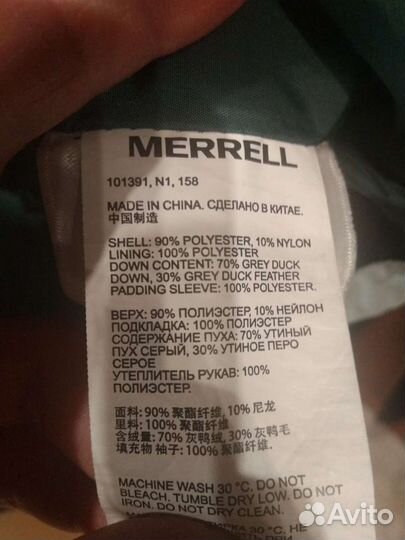 MERRELL
101391, N1, 158
MADE IN CHINA. СДЕЛАНО В КИТАЕ.
中国制造
SHELL: 90% POLYESTER, 10% NYLON
LINING: 100% POLYESTER
DOWN CONTENT: 70% GREY DUCK
DOWN, 30% GREY DUCK FEATHER
PADDING SLEEVE: 100% POLYESTER.
ВЕРХ: 90% ПОЛИЭСТЕР, 10% НЕЙЛОН
ПОДКЛАДКА: 100% ПОЛИЭСТЕР
СОДЕРЖАНИЕ ПУХА: 70% УТИНЫЙ
ПУХ СЕРЫЙ, 30% УТИНОЕ ПЕРО
СЕРОЕ
УТЕПЛИТЕЛЬ РУКАВ: 100%
ПОЛИЭСТЕР.
面料: 90% 聚酯纤维, 10% 尼龙
里料: 100% 聚酯纤维
含绒量: 70% 灰鸭绒, 30% 灰鸭毛
填充物 袖子: 100% 聚酯纤维
MACHINE WASH 30 °C. DO NOT
BLEACH. TUMBLE DRY LOW. DO NOT
IRON. DO NOT DRY CLEAN.
30 °C. НЕ
Avito